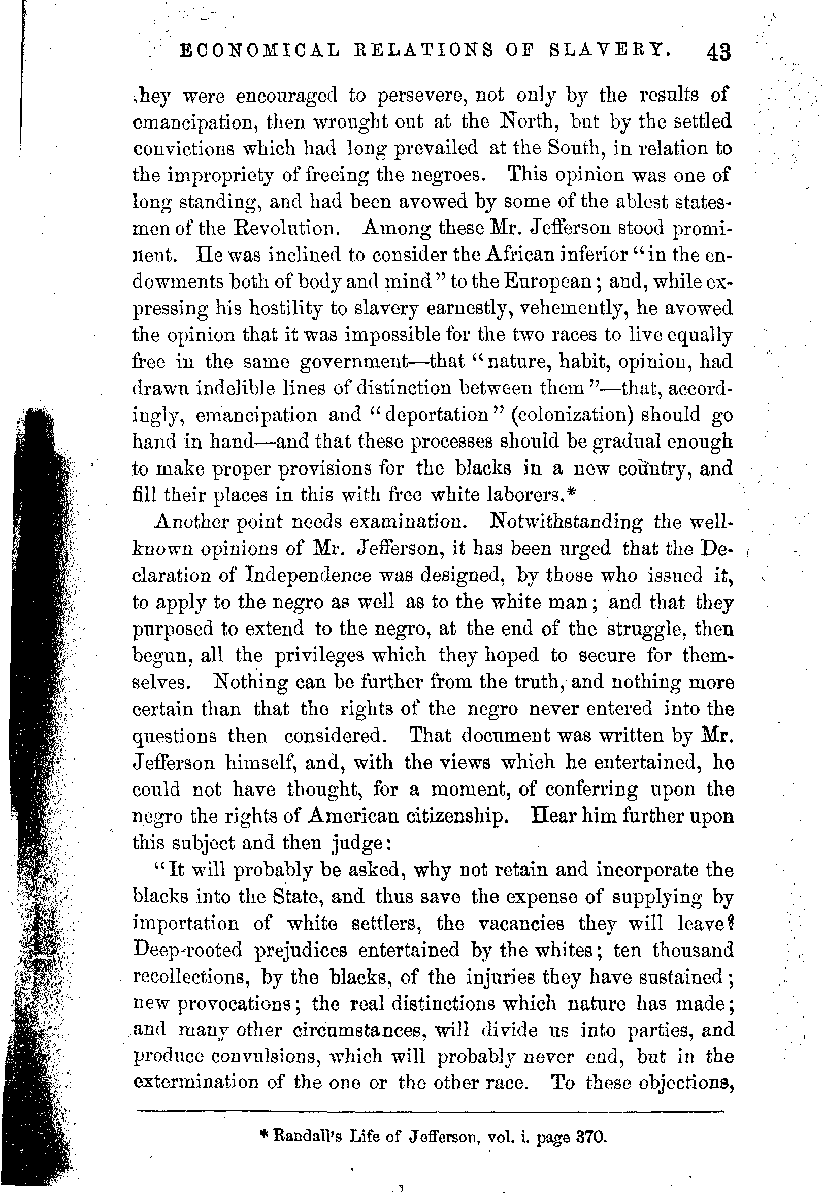 ECONOMICAL RELATIONS OF SLAVERY. 43
hey were encouraged to persevere, not only by the results of
emancipation, then wrought out at the North, but by the settled
convictions which had long prevailed at the South, in relation to
the impropriety of freeing the negroes. This opinion was one of
long standing, and had been avowed by some of the ablest states-
men of the Revolution. Among these Mr. Jefferson stood promi-
nent. He was inclined to consider the African inferior "in the en-
dowments both of body and mind" to the European; and, while ex-
pressing his hostility to slavery earnestly, vehemently, he avowed
the opinion that it was impossible for the two races to live equally
free in the same government—that "nature, habit, opinion, had
drawn indelible lines of distinction between them"—that, accord-
ingly, emancipation and "deportation" (colonization) should go
hand in hand—and that these processes should be gradual enough
to make proper provisions for the blacks in a new country, and
fill their places in this with free white laborers.*
Another point needs examination. Notwithstanding the well-
known opinions of Mr. Jefferson, it has been urged that the De-
claration of Independence was designed, by those who issued it,
to apply to the negro as well as to the white man; and that they
purposed to extend to the negro, at the end of the struggle, then
begun, all the privileges which they hoped to secure for them-
selves. Nothing can be further from the truth, and nothing more
certain than that the rights of the negro never entered into the
questions then considered. That document was written by Mr.
Jefferson himself, and, with the views which he entertained, he
could not have thought, for a moment, of conferring upon the
negro the rights of American citizenship. Hear him further upon
this subject and then judge:
"It will probably be asked, why not retain and incorporate the
blacks into the State, and thus save the expense of supplying by
importation of white settlers, the vacancies they will leave?
Deep-rooted prejudices entertained by the whites; ten thousand
recollections, by the blacks, of the injuries they have sustained;
new provocations; the real distinctions which nature has made;
and many other circumstances, will divide us into parties, and
produce convulsions, which will probably never end, but in the
extermination of the one or the other race. To these objections,
* Randall's Life of Jefferson, vol. i. page 370.